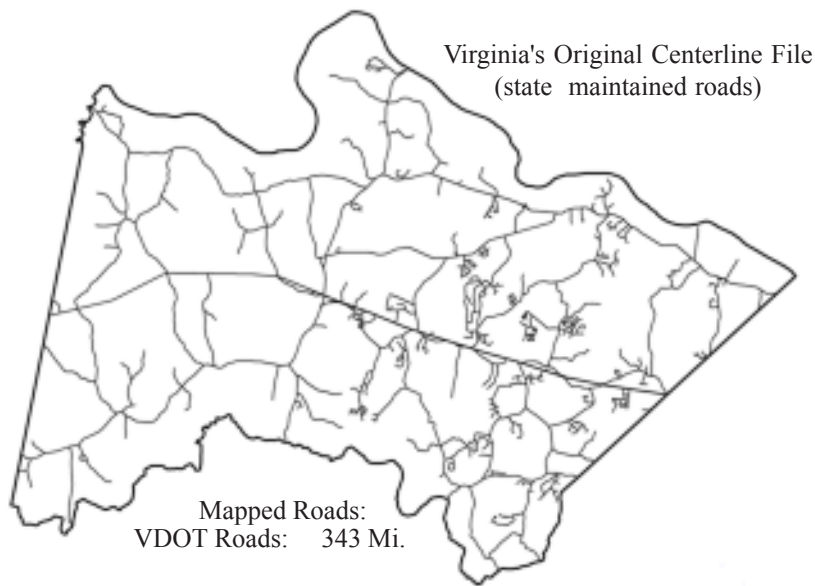 Virginia's Original Centerline File
(state maintained roads)
Mapped Roads:
VDOT Roads: 343 Mi.